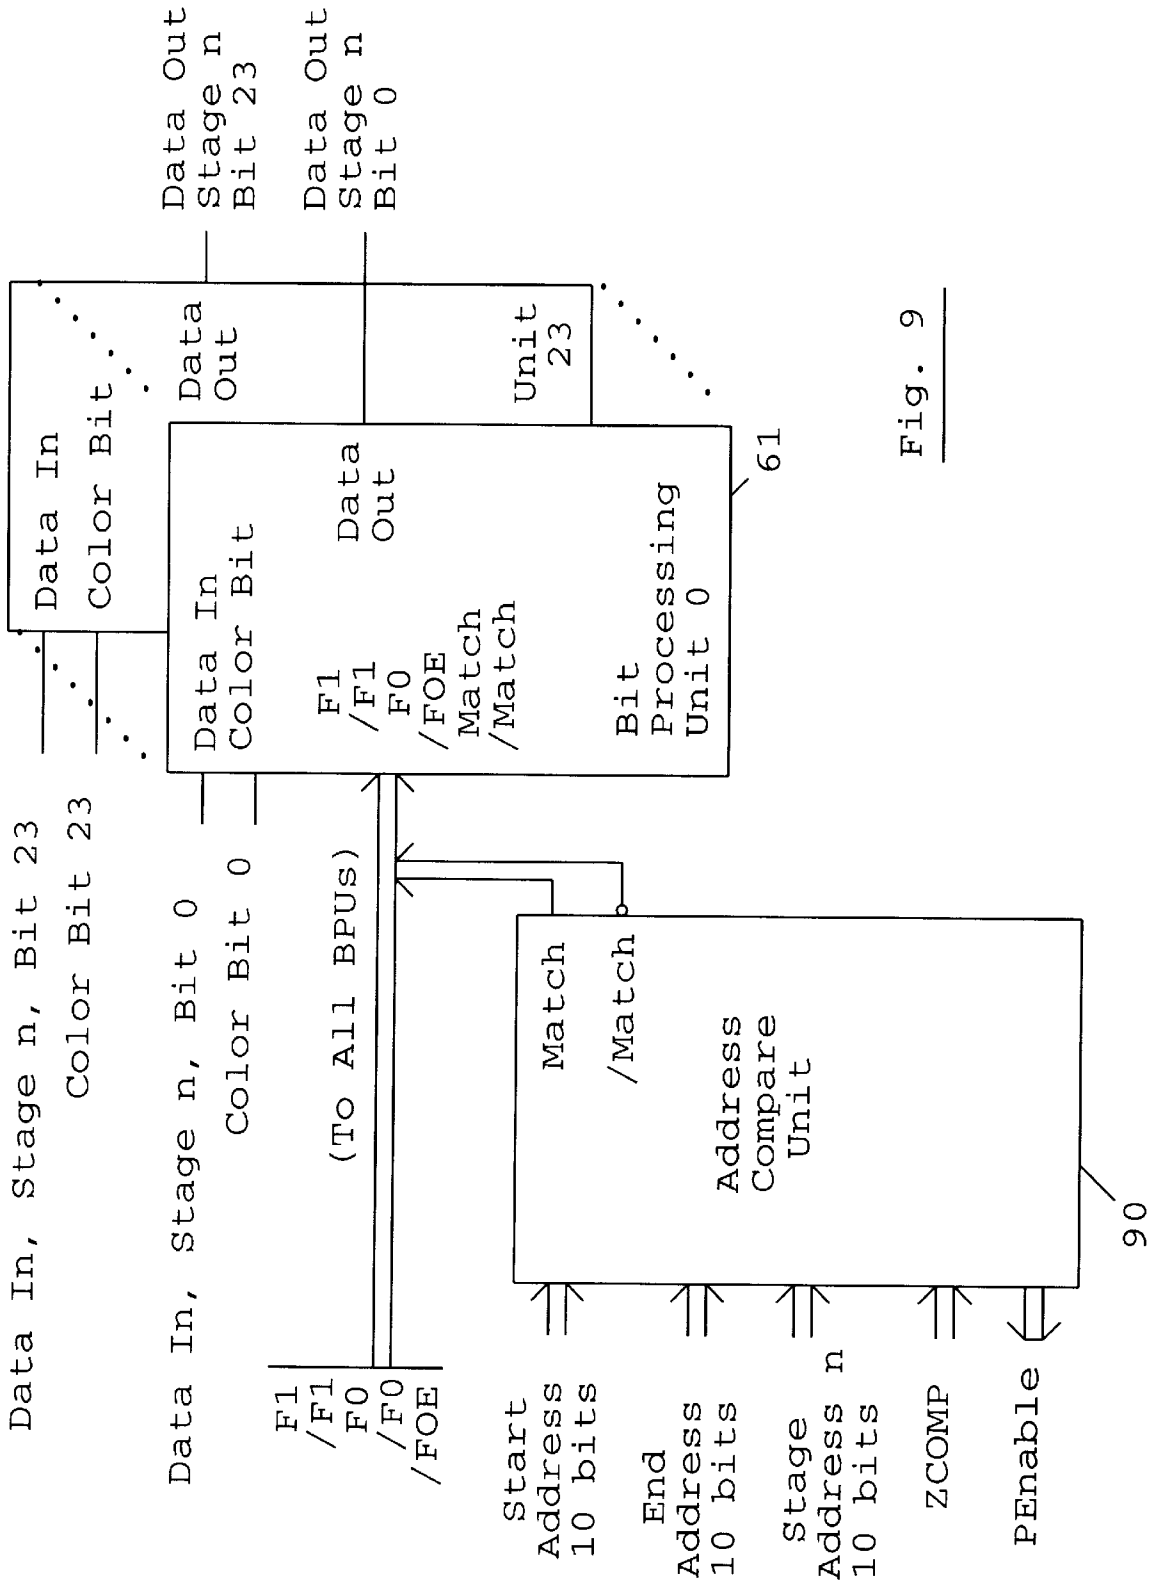 Data In, Stage n, Bit 23
Color Bit 23
Data In, Stage n, Bit 0
Color Bit 0
Data In
Color Bit
Data
Out
Unit
23
Data Out
Stage n
Bit 23
Data Out
Stage n
Bit 0
Data In
Color Bit
Data
Out
F1
/F1
F0
/FOE
Match
/Match
Bit
Processing
Unit 0
61
F1
/F1
F0
/F0
/FOE
(To All BPUs)
Start
Address
10 bits
End
Address
10 bits
Stage
Address n
10 bits
ZCOMP
PEnable
Match
/Match
Address
Compare
Unit
90
Fig. 9